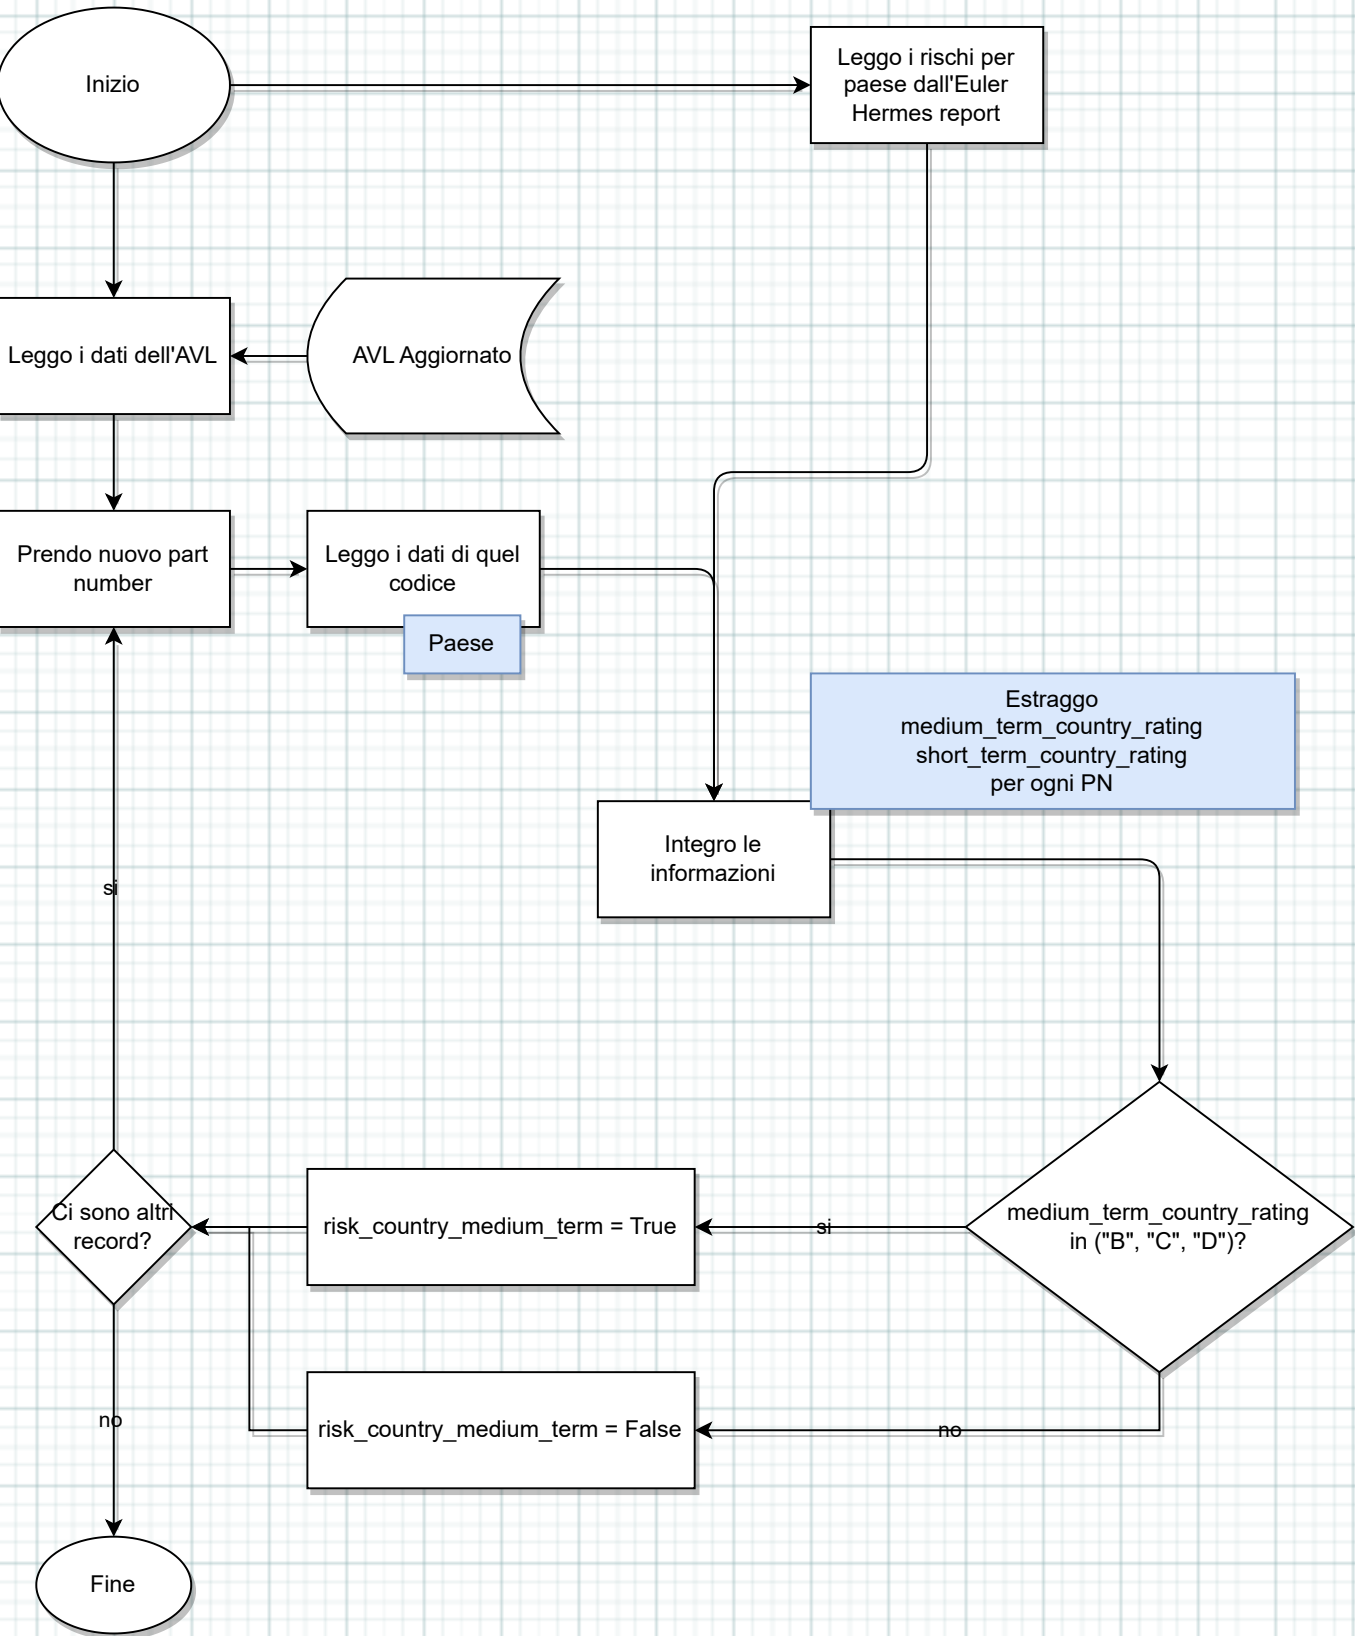 Inizio
Leggo i rischi per
paese dall'Euler
Hermes report
Leggo i dati dell'AVL
AVL Aggiornato
Prendo nuovo part
number
Leggo i dati di quel
codice
Paese
Estraggo
medium_term_country_rating
short_term_country_rating
per ogni PN
Integro le
informazioni
si
Ci sono altri
record?
risk_country_medium_term = True
si
medium_term_country_rating
in ("B", "C", "D")?
no
risk_country_medium_term = False
no
Fine